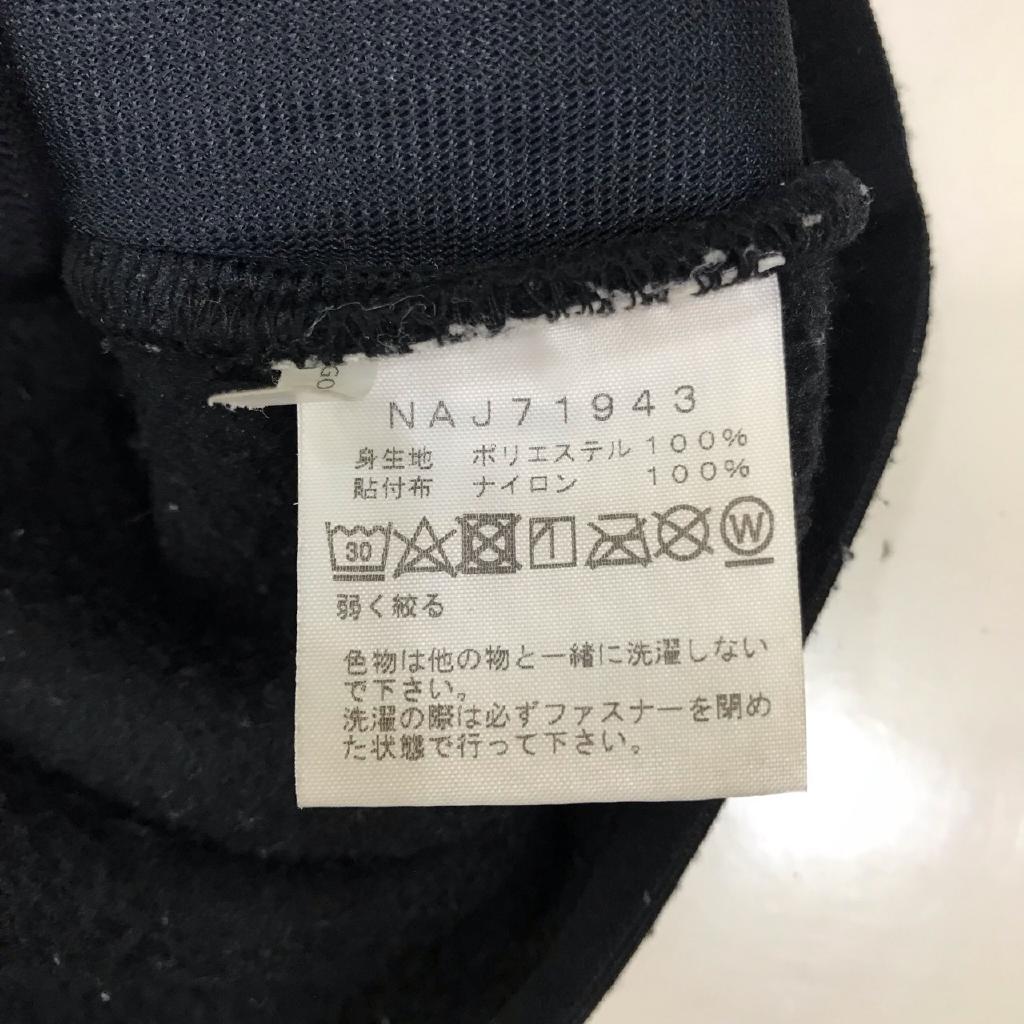 GO
NAJ71943
身生地 ポリエステル 100%
貼付布 ナイロン 100%
30 W
弱く絞る
色物は他の物と一緒に洗濯しない
で下さい。
洗濯の際は必ずファスナーを閉め
た状態で行って下さい。